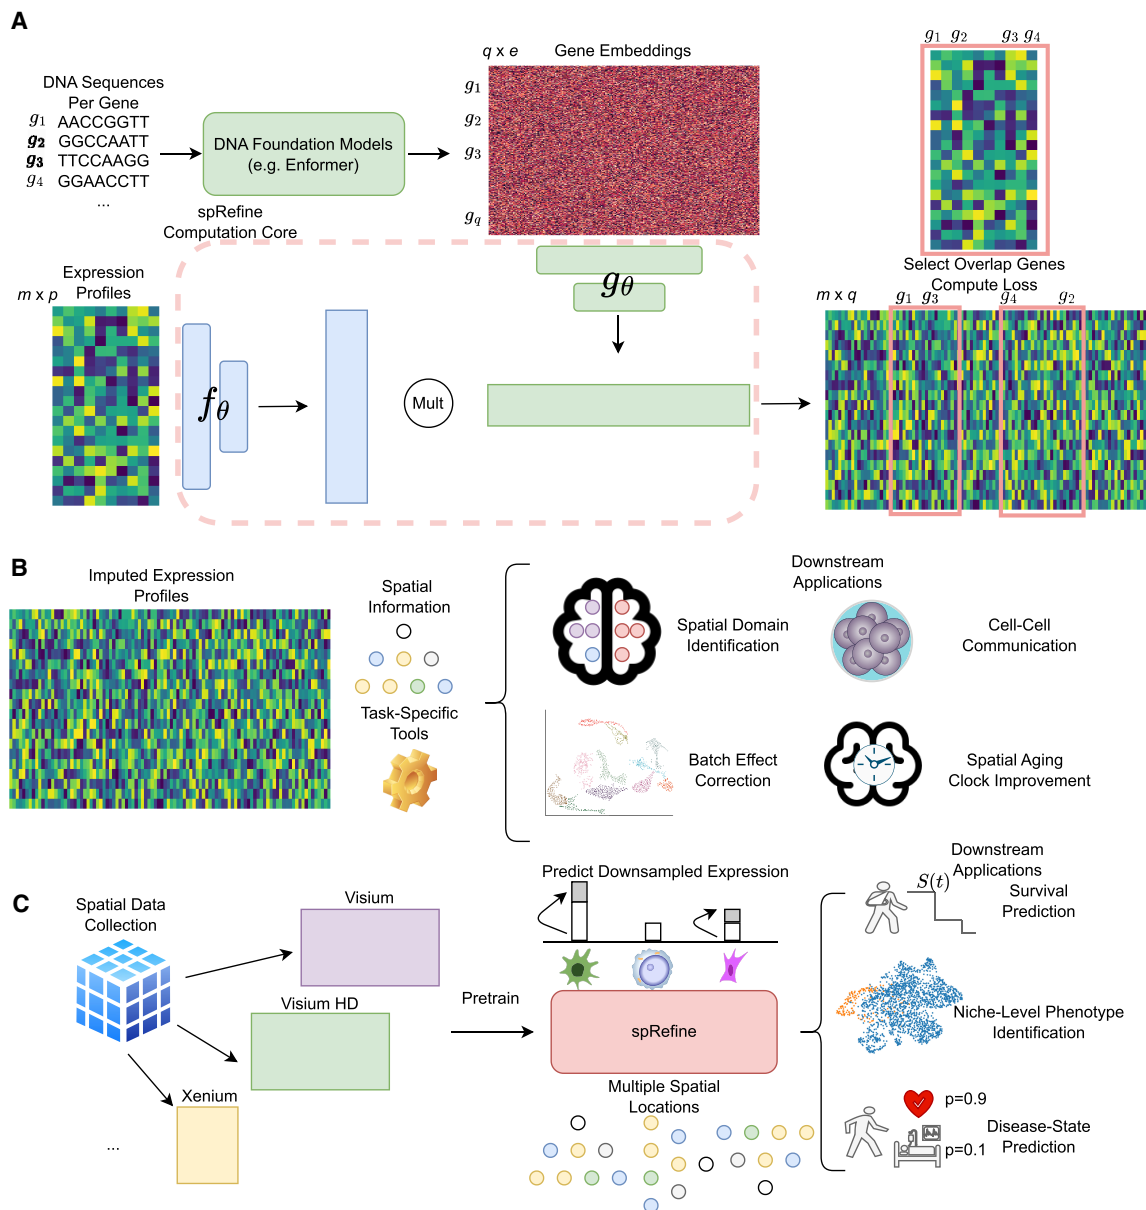 A
DNA Sequences
Per Gene
g1 AACCGGTT
g2 GGCCAATT
g3 TTCCAAGG
g4 GGAACCTT
...
DNA Foundation Models
(e.g. Enformer)
q x e
Gene Embeddings
g1
g2
g3
gq
g1 g2 g3 g4
Select Overlap Genes
Compute Loss
spRefine
Computation Core
Expression
Profiles
m x p
fθ
Mult
gθ
m x q
g1 g3 g4 g2
B
Imputed Expression
Profiles
Spatial
Information
Task-Specific
Tools
Downstream
Applications
Spatial Domain
Identification
Cell-Cell
Communication
Batch Effect
Correction
Spatial Aging
Clock Improvement
C
Spatial Data
Collection
Visium
Visium HD
Xenium
...
Pretrain
Predict Downsampled Expression
spRefine
Multiple Spatial
Locations
Downstream
Applications
S(t)
Survival
Prediction
Niche-Level Phenotype
Identification
p=0.9
p=0.1
Disease-State
Prediction